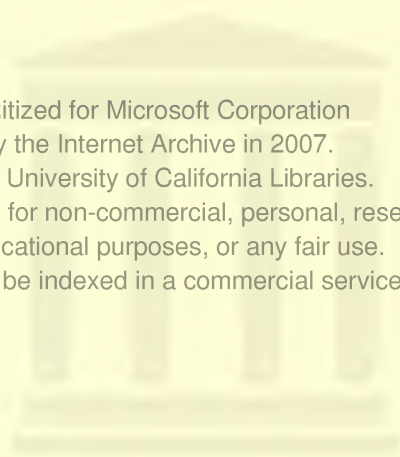 itized for Microsoft Corporation
y the Internet Archive in 2007.
University of California Libraries.
for non-commercial, personal, rese
cational purposes, or any fair use.
be indexed in a commercial service